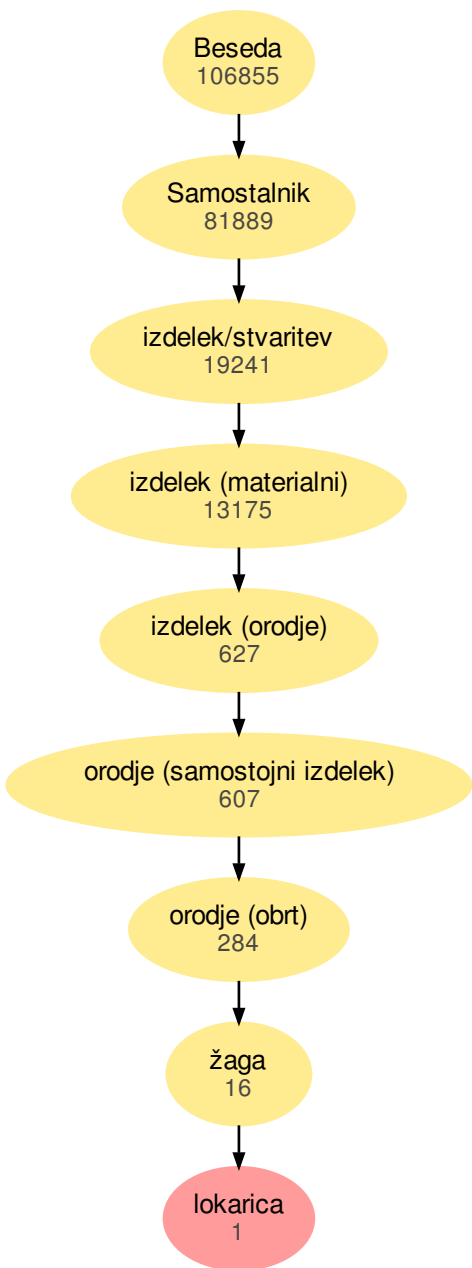 Beseda
106855
Samostalnik
81889
izdelek/stvaritev
19241
izdelek (materialni)
13175
izdelek (orodje)
627
orodje (samostojni izdelek)
607
orodje (obrt)
284
žaga
16
lokarica
1